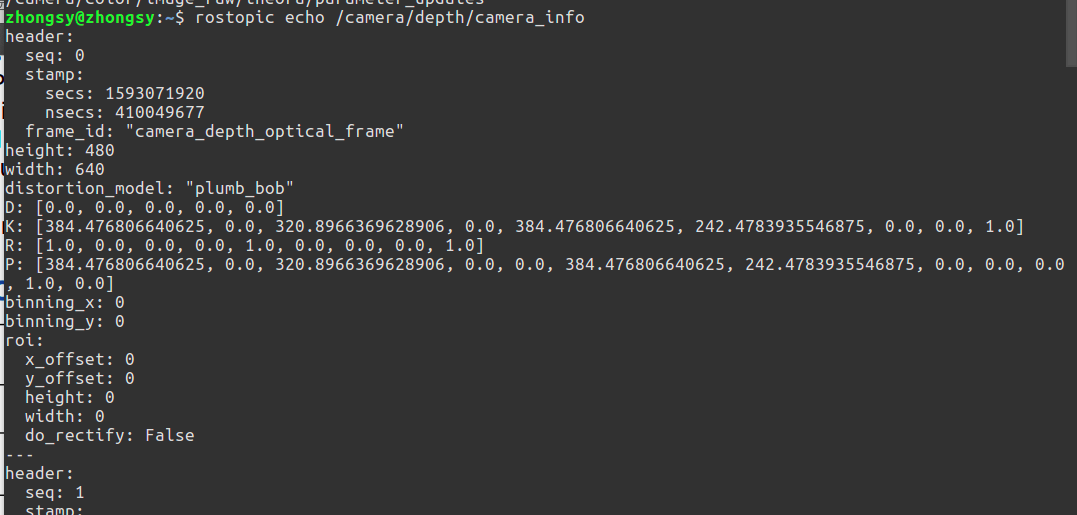 /camera/color/image_raw/theora/parameter_updates
zhongsy@zhongsy:~$ rostopic echo /camera/depth/camera_info
header:
  seq: 0
  stamp:
    secs: 1593071920
    nsecs: 410049677
  frame_id: "camera_depth_optical_frame"
height: 480
width: 640
distortion_model: "plumb_bob"
D: [0.0, 0.0, 0.0, 0.0, 0.0]
K: [384.476806640625, 0.0, 320.8966369628906, 0.0, 384.476806640625, 242.4783935546875, 0.0, 0.0, 1.0]
R: [1.0, 0.0, 0.0, 0.0, 1.0, 0.0, 0.0, 0.0, 1.0]
P: [384.476806640625, 0.0, 320.8966369628906, 0.0, 0.0, 384.476806640625, 242.4783935546875, 0.0, 0.0, 0.0
, 1.0, 0.0]
binning_x: 0
binning_y: 0
roi:
  x_offset: 0
  y_offset: 0
  height: 0
  width: 0
  do_rectify: False
---
header:
  seq: 1
  stamp: